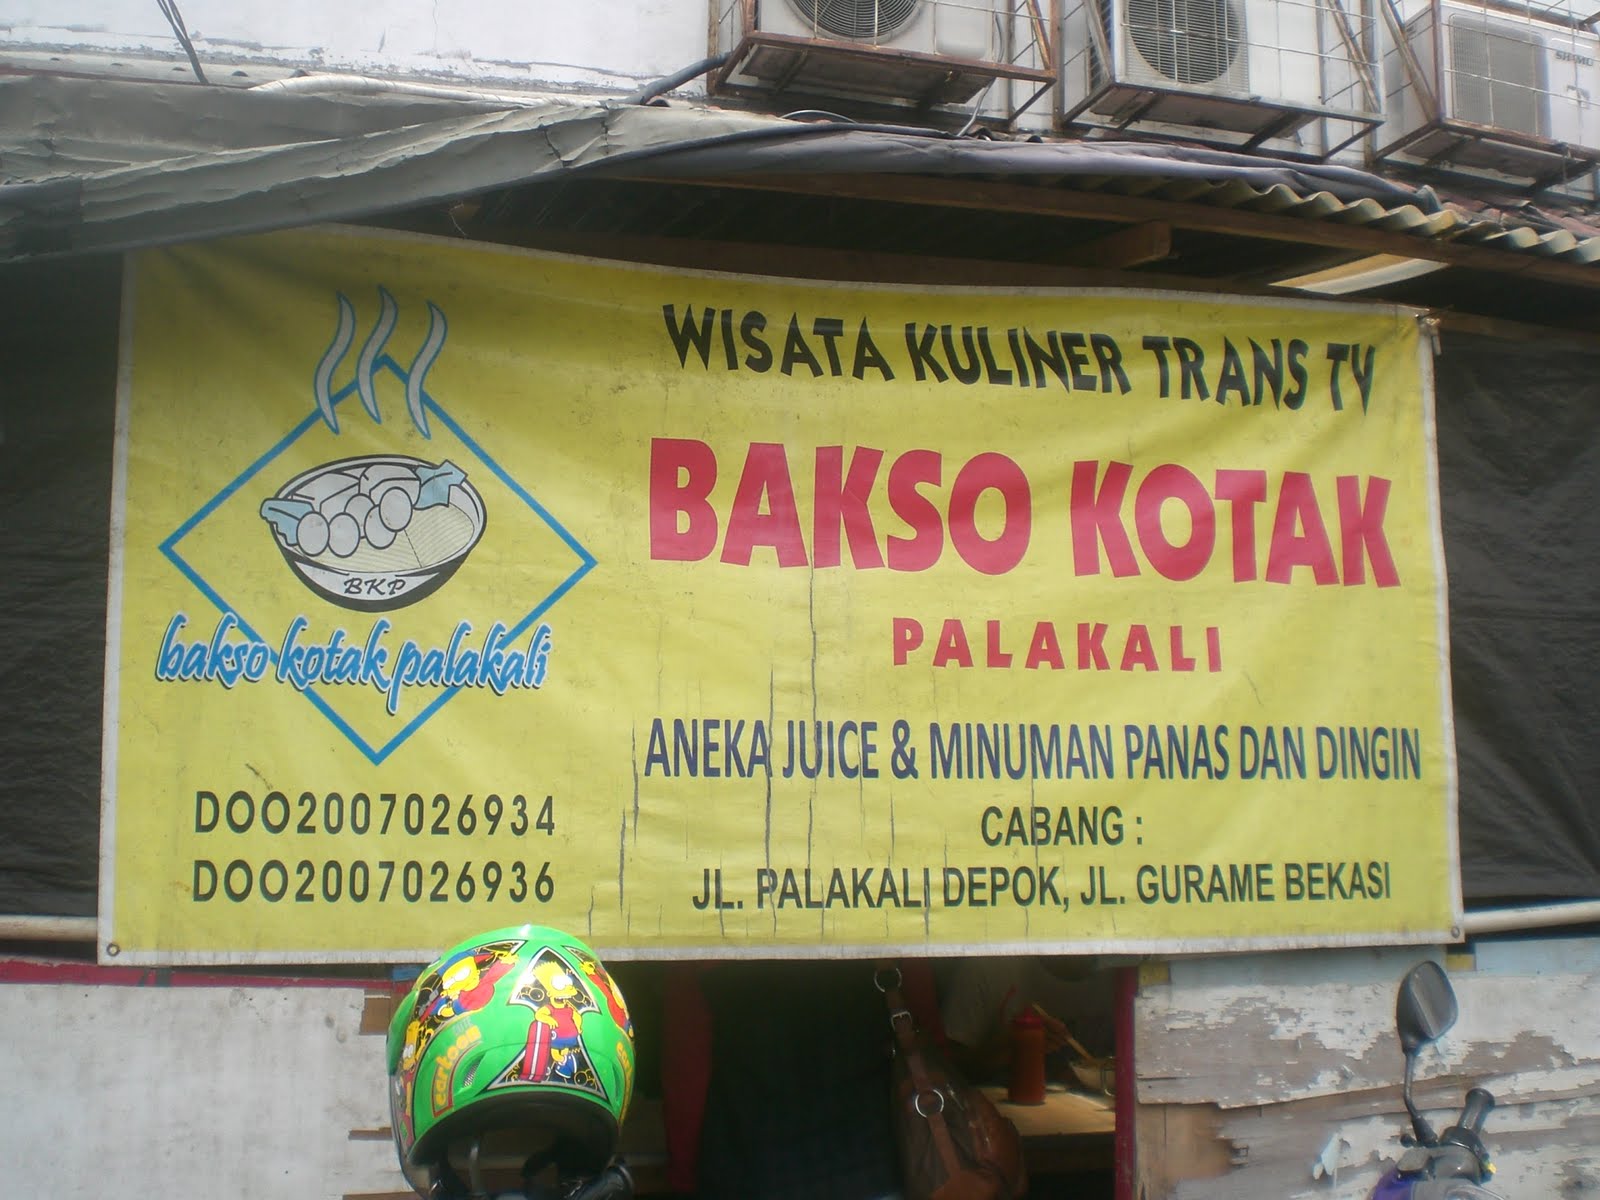 WISATA KULINER TRANS TV
BAKSO KOTAK
PALAKALI
BKP
bakso kotak palakali
ANEKA JUICE & MINUMAN PANAS DAN DINGIN
CABANG :
JL. PALAKALI DEPOK, JL. GURAME BEKASI
DOO2007026934
DOO2007026936
cartoon